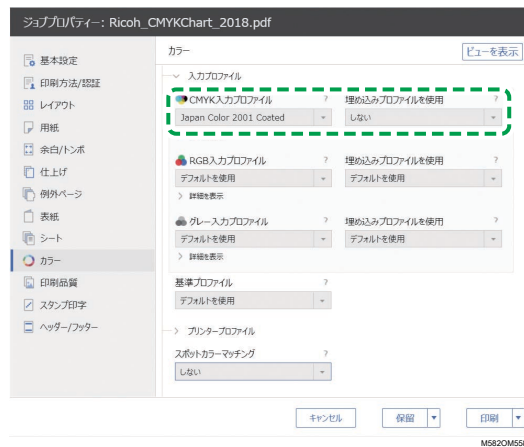 ジョブプロパティー: Ricoh_CMYKChart_2018.pdf
基本設定
印刷方法/認証
レイアウト
用紙
余白/トンボ
仕上げ
例外ページ
表紙
シート
カラー
印刷品質
スタンプ印字
ヘッダー/フッター
カラー
ビューを表示
入力プロファイル
CMYK入力プロファイル ? 埋め込みプロファイルを使用 ?
Japan Color 2001 Coated しない
RGB入力プロファイル ? 埋め込みプロファイルを使用 ?
デフォルトを使用 デフォルトを使用
> 詳細を表示
グレー入力プロファイル ? 埋め込みプロファイルを使用 ?
デフォルトを使用 デフォルトを使用
> 詳細を表示
基準プロファイル ?
デフォルトを使用
> プリンタープロファイル
スポットカラーマッチング ?
しない
キャンセル 保留 印刷